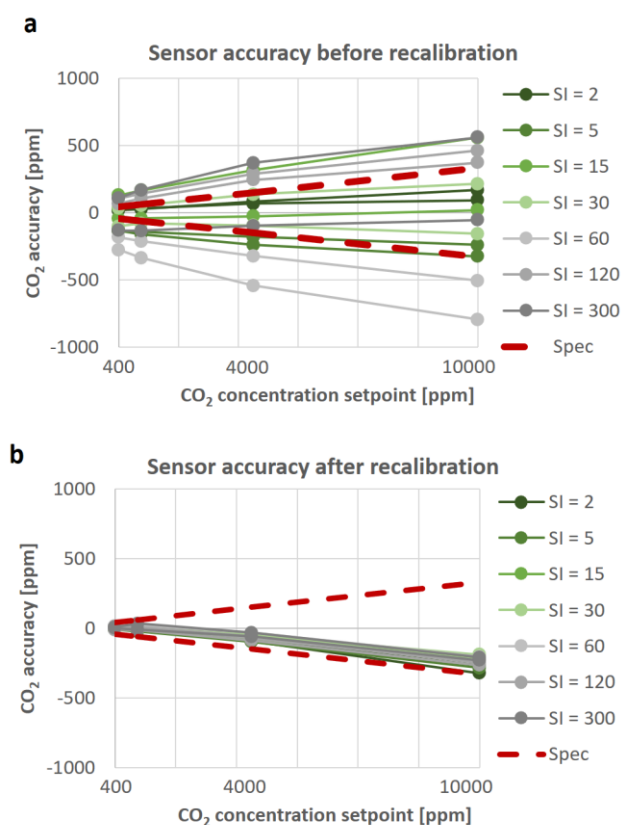 a
Sensor accuracy before recalibration
1000
500
0
-500
-1000
CO₂ accuracy [ppm]
400
4000
10000
CO₂ concentration setpoint [ppm]
SI = 2
SI = 5
SI = 15
SI = 30
SI = 60
SI = 120
SI = 300
Spec
b
Sensor accuracy after recalibration
1000
500
0
-500
-1000
CO₂ accuracy [ppm]
400
4000
10000
CO₂ concentration setpoint [ppm]
SI = 2
SI = 5
SI = 15
SI = 30
SI = 60
SI = 120
SI = 300
Spec